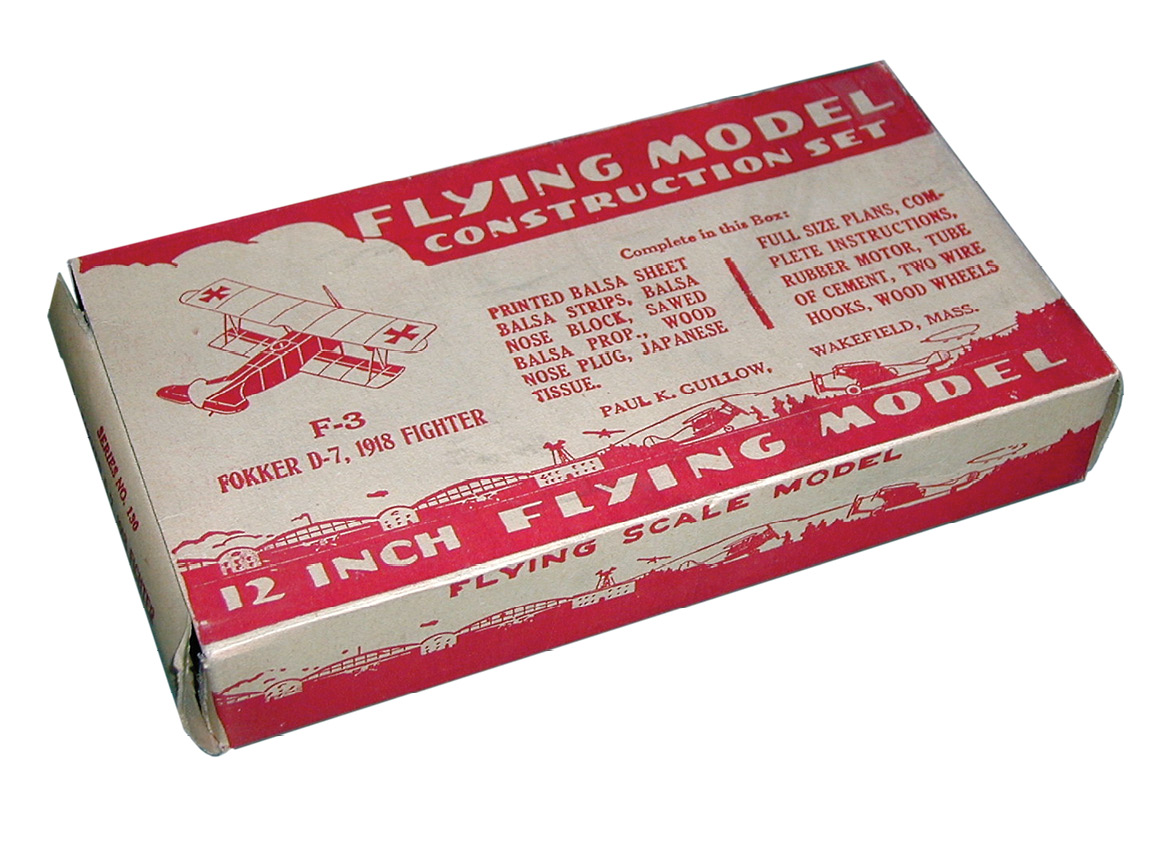 FLYING MODEL
CONSTRUCTION SET
Complete in this Box:
PRINTED BALSA SHEET
BALSA STRIPS, BALSA
NOSE BLOCK, SAWED
BALSA PROP., WOOD
NOSE PLUG, JAPANESE
TISSUE.
FULL SIZE PLANS, COM-
PLETE INSTRUCTIONS,
RUBBER MOTOR, TUBE
OF CEMENT, TWO WIRE
HOOKS, WOOD WHEELS
PAUL K. GUILLOW, WAKEFIELD, MASS.
F-3
FOKKER D-7, 1918 FIGHTER
12 INCH FLYING MODEL
FLYING SCALE MODEL
SERIES NO.